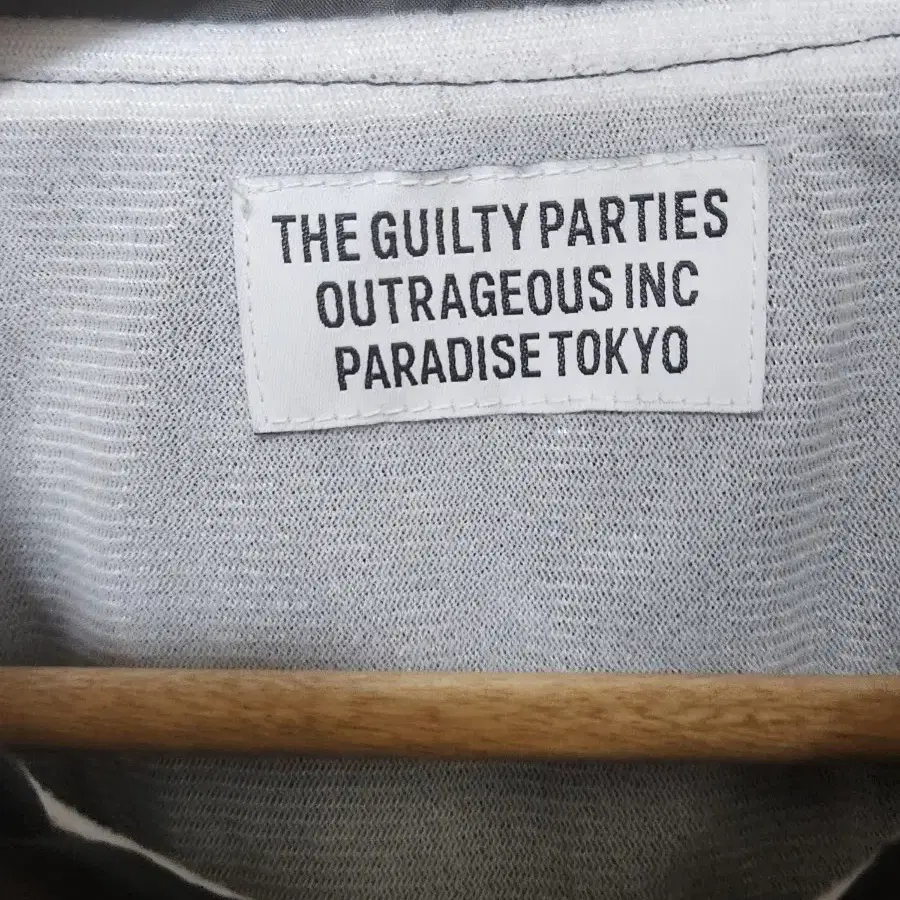 THE GUILTY PARTIES
OUTRAGEOUS INC
PARADISE TOKYO